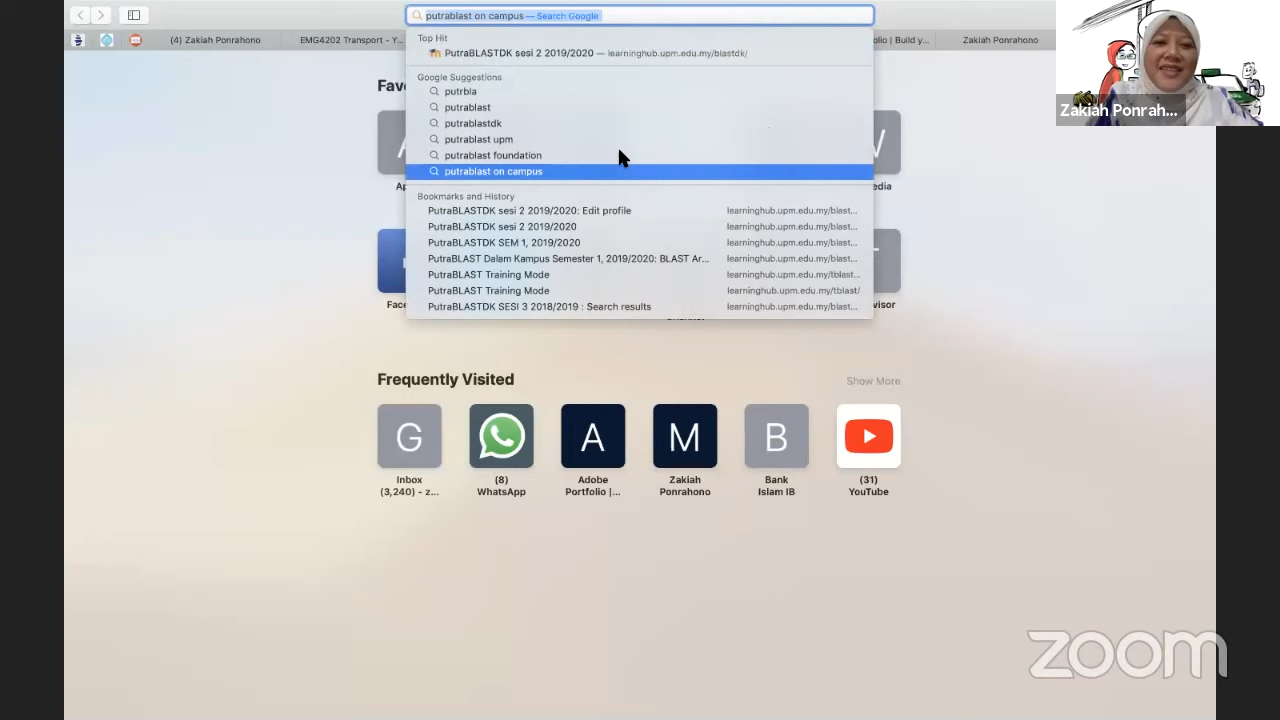 putrablast on campus — Search Google
(4) Zakiah Ponrahono
EMG4202 Transport - Y...
Top Hit
olio | Build y...
Zakiah Ponrahono
PutraBLASTDK sesi 2 2019/2020 — learninghub.upm.edu.my/blastdk/
Google Suggestions
putrbla
putrablast
putrablastdk
putrablast upm
putrablast foundation
putrablast on campus
Bookmarks and History
PutraBLASTDK sesi 2 2019/2020: Edit profile learninghub.upm.edu.my/blast...
PutraBLASTDK sesi 2 2019/2020 learninghub.upm.edu.my/blast...
PutraBLASTDK SEM 1, 2019/2020 learninghub.upm.edu.my/blast...
PutraBLAST Dalam Kampus Semester 1, 2019/2020: BLAST Ar... learninghub.upm.edu.my/blast...
PutraBLAST Training Mode learninghub.upm.edu.my/tblast...
PutraBLAST Training Mode learninghub.upm.edu.my/tblast/
PutraBLASTDK SESI 3 2018/2019 : Search results learninghub.upm.edu.my/blast...
Zakiah Ponrah...
Frequently Visited
Show More
G
A
M
B
Inbox
(3,240) - z...
(8)
WhatsApp
Adobe
Portfolio |...
Zakiah
Ponrahono
Bank
Islam IB
(31)
YouTube
zoom